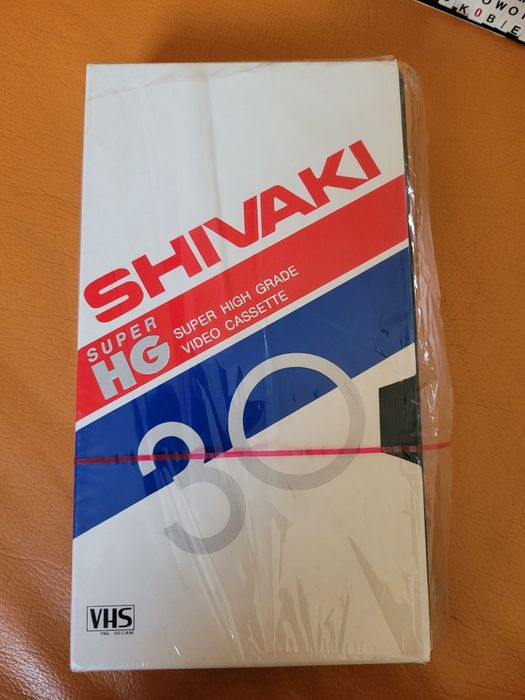 SHIVAKI
SUPER
HG
SUPER HIGH GRADE
VIDEO CASSETTE
30
VHS
PAL SECAM